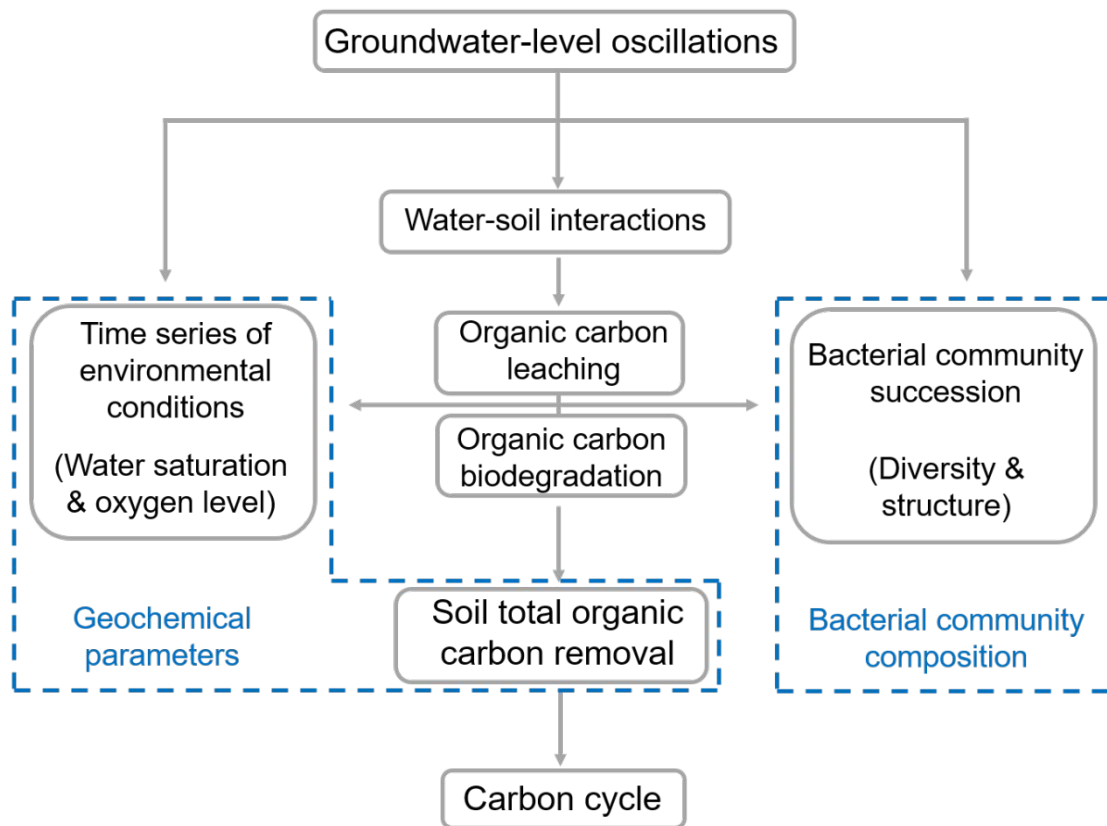 Groundwater-level oscillations
Water-soil interactions
Time series of
environmental
conditions
(Water saturation
& oxygen level)
Organic carbon
leaching
Organic carbon
biodegradation
Bacterial community
succession
(Diversity &
structure)
Geochemical
parameters
Soil total organic
carbon removal
Bacterial community
composition
Carbon cycle